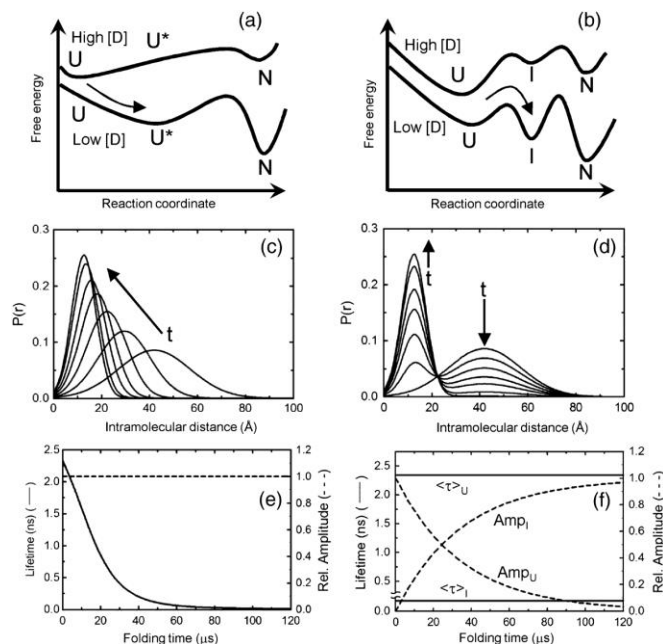 (a)
High [D]
U
U*
U
Low [D]
U*
N
Free energy
Reaction coordinate
(b)
High [D]
U
I
N
Low [D]
U
I
N
Free energy
Reaction coordinate
(c)
0.3
0.2
0.1
0.0
P(r)
t
0 20 40 60 80 100
Intramolecular distance (Å)
(d)
0.3
0.2
0.1
0.0
P(r)
t
t
0 20 40 60 80 100
Intramolecular distance (Å)
(e)
2.5
2.0
1.5
1.0
0.5
0.0
Lifetime (ns) (—)
1.2
1.0
0.8
0.6
0.4
0.2
0.0
Rel. Amplitude (- - -)
0 20 40 60 80 100 120
Folding time (μs)
(f)
2.5
2.0
1.5
1.0
0.5
0
Lifetime (ns) (—)
<τ>U
AmpI
AmpU
<τ>I
1.2
1.0
0.8
0.6
0.4
0.2
0.0
Rel. Amplitude (- - -)
0 20 40 60 80 100 120
Folding time (μs)